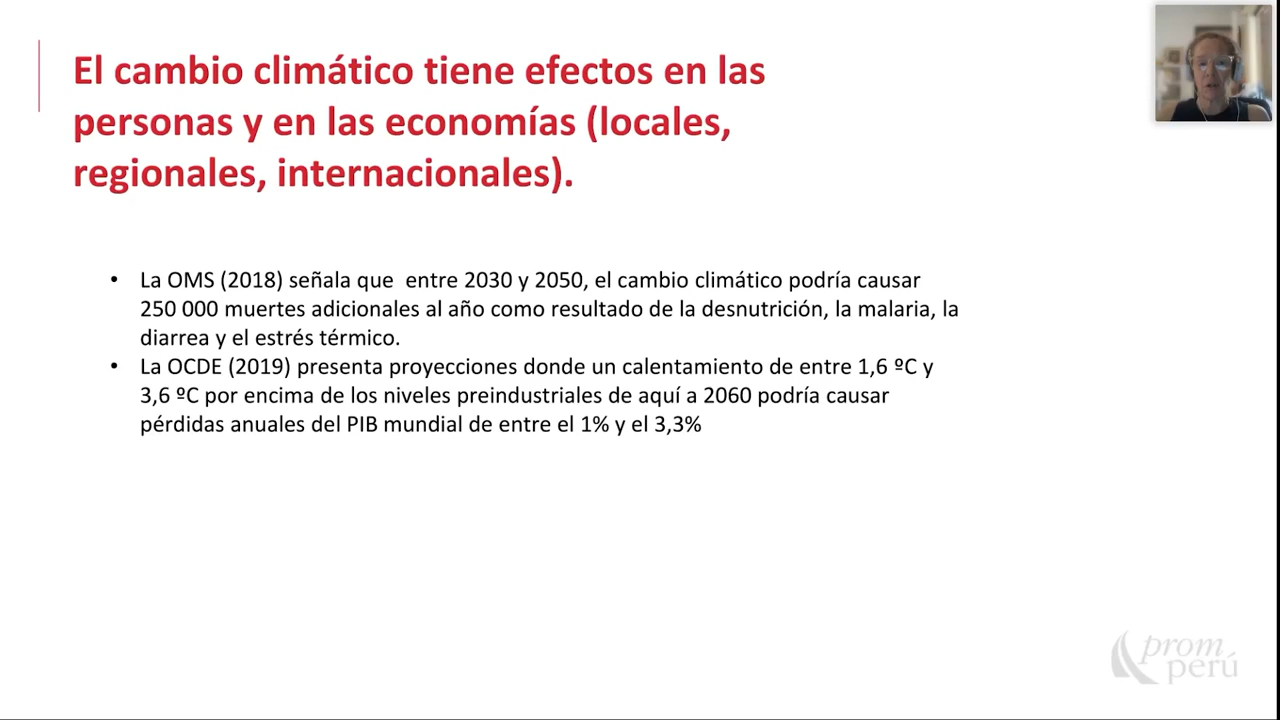 El cambio climático tiene efectos en las
personas y en las economías (locales,
regionales, internacionales).
• La OMS (2018) señala que  entre 2030 y 2050, el cambio climático podría causar
250 000 muertes adicionales al año como resultado de la desnutrición, la malaria, la
diarrea y el estrés térmico.
• La OCDE (2019) presenta proyecciones donde un calentamiento de entre 1,6 ºC y
3,6 ºC por encima de los niveles preindustriales de aquí a 2060 podría causar
pérdidas anuales del PIB mundial de entre el 1% y el 3,3%
prom
perú